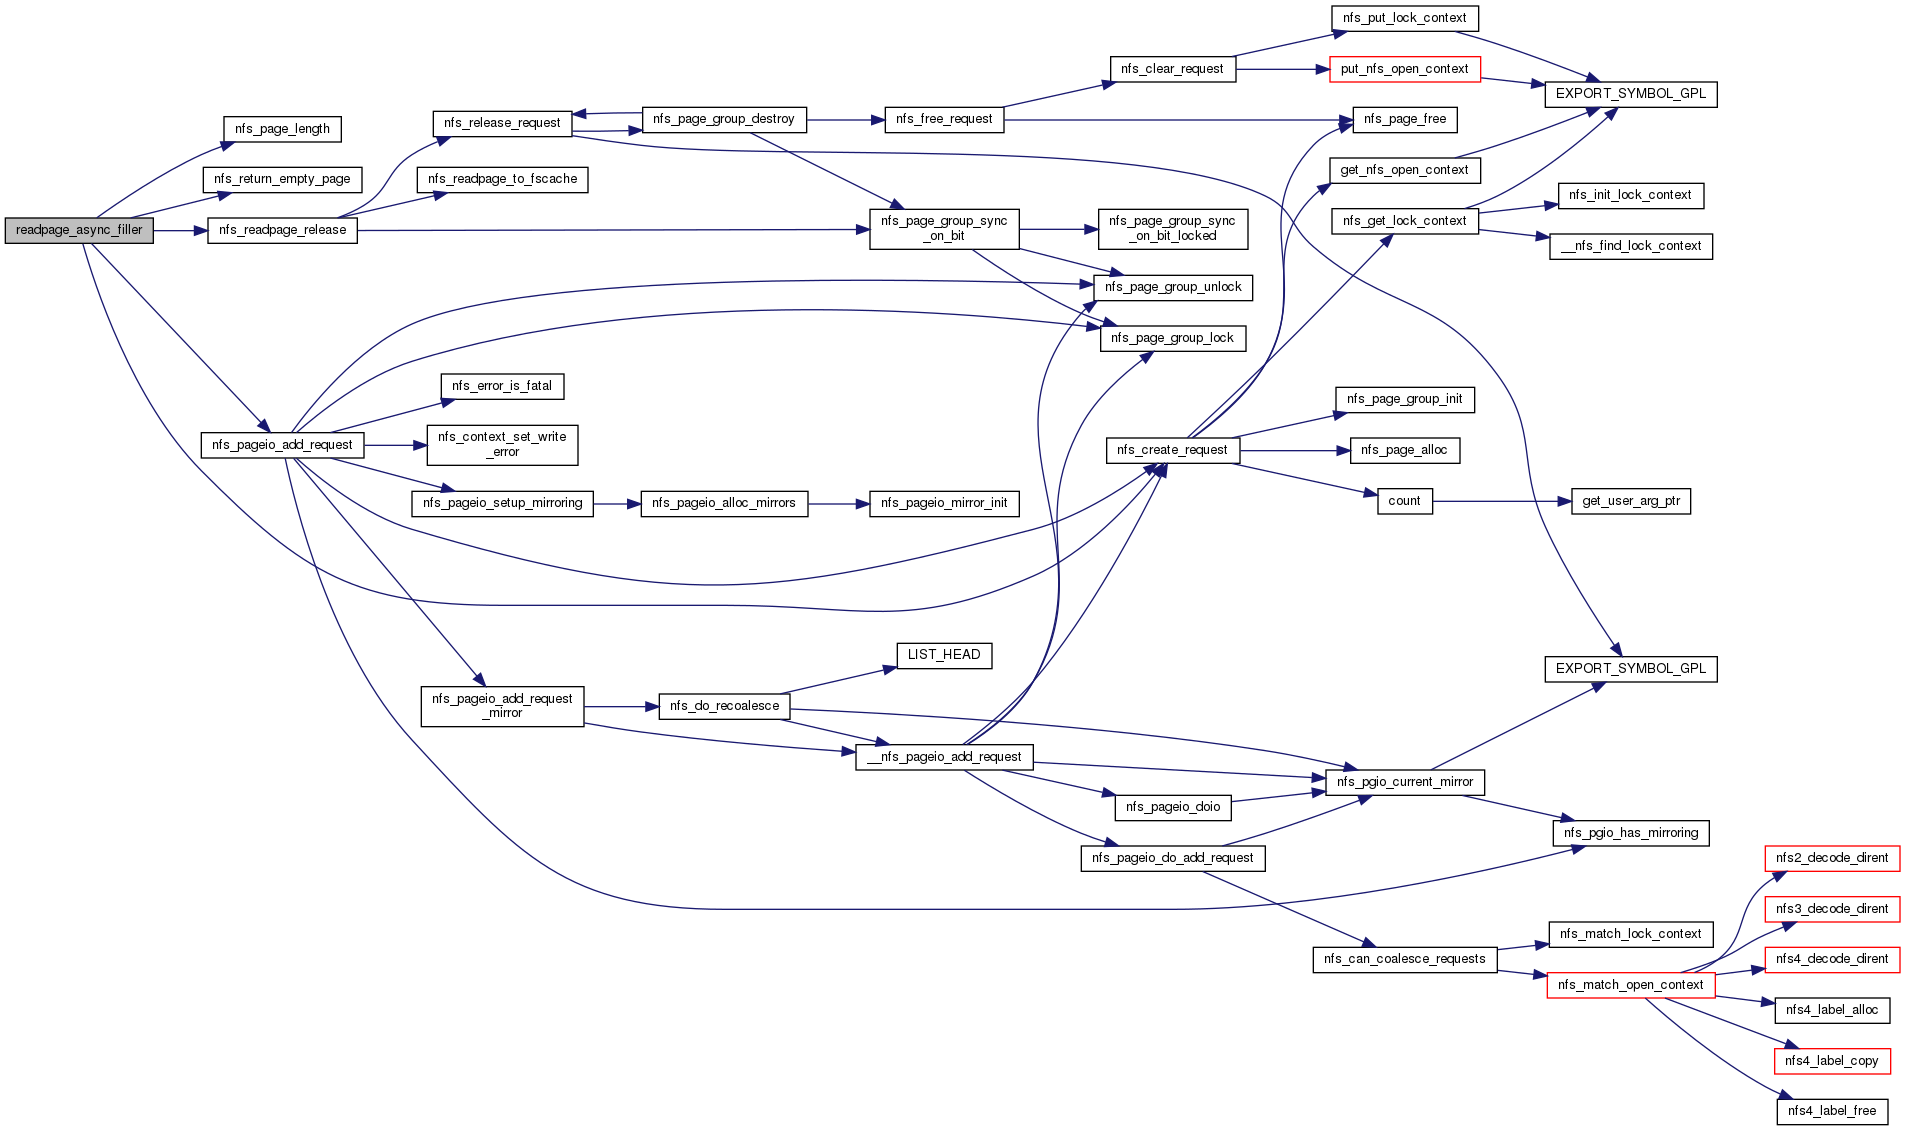 nfs_put_lock_context
nfs_clear_request
put_nfs_open_context
EXPORT_SYMBOL_GPL
nfs_page_length
nfs_release_request
nfs_page_group_destroy
nfs_free_request
nfs_page_free
nfs_return_empty_page
nfs_readpage_to_fscache
get_nfs_open_context
nfs_init_lock_context
readpage_async_filler
nfs_readpage_release
nfs_page_group_sync
_on_bit
nfs_page_group_sync
_on_bit_locked
nfs_get_lock_context
__nfs_find_lock_context
nfs_page_group_unlock
nfs_page_group_lock
nfs_error_is_fatal
nfs_page_group_init
nfs_pageio_add_request
nfs_context_set_write
_error
nfs_create_request
nfs_page_alloc
nfs_pageio_setup_mirroring
nfs_pageio_alloc_mirrors
nfs_pageio_mirror_init
count
get_user_arg_ptr
LIST_HEAD
EXPORT_SYMBOL_GPL
nfs_pageio_add_request
_mirror
nfs_do_recoalesce
__nfs_pageio_add_request
nfs_pgio_current_mirror
nfs_pageio_doio
nfs_pgio_has_mirroring
nfs_pageio_do_add_request
nfs2_decode_dirent
nfs3_decode_dirent
nfs_match_lock_context
nfs_can_coalesce_requests
nfs4_decode_dirent
nfs_match_open_context
nfs4_label_alloc
nfs4_label_copy
nfs4_label_free